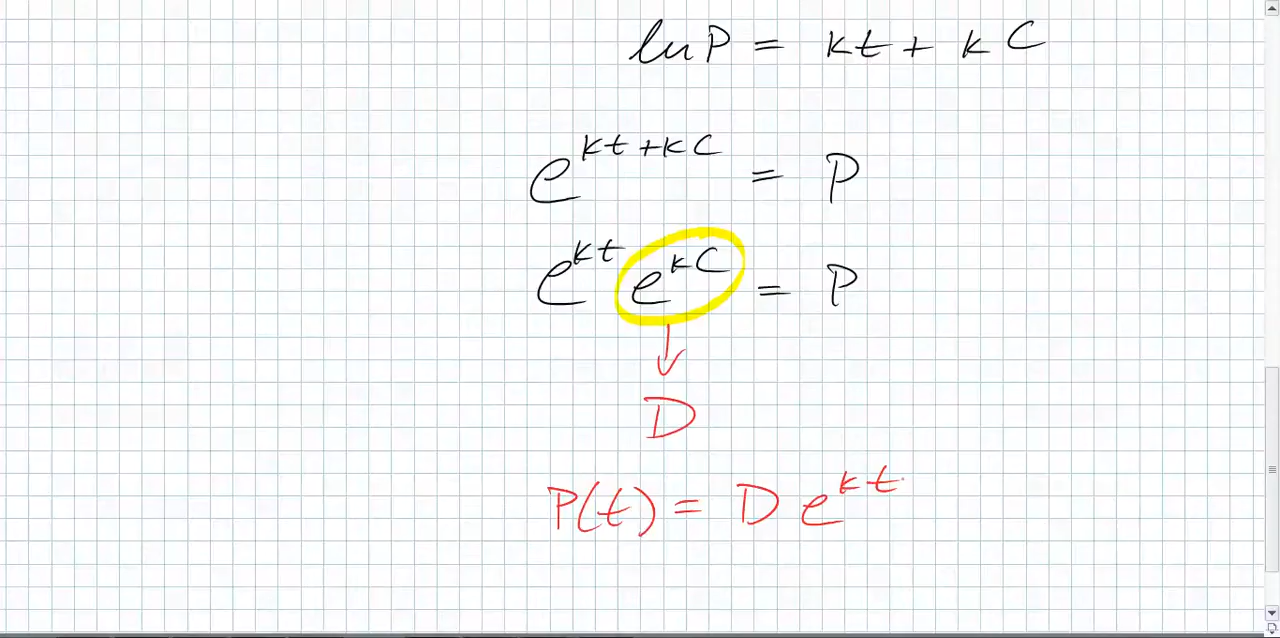 ln P = kt + kC
e^{kt + kC} = P
e^{kt} e^{kC} = P
↓
D
P(t) = D e^{kt}